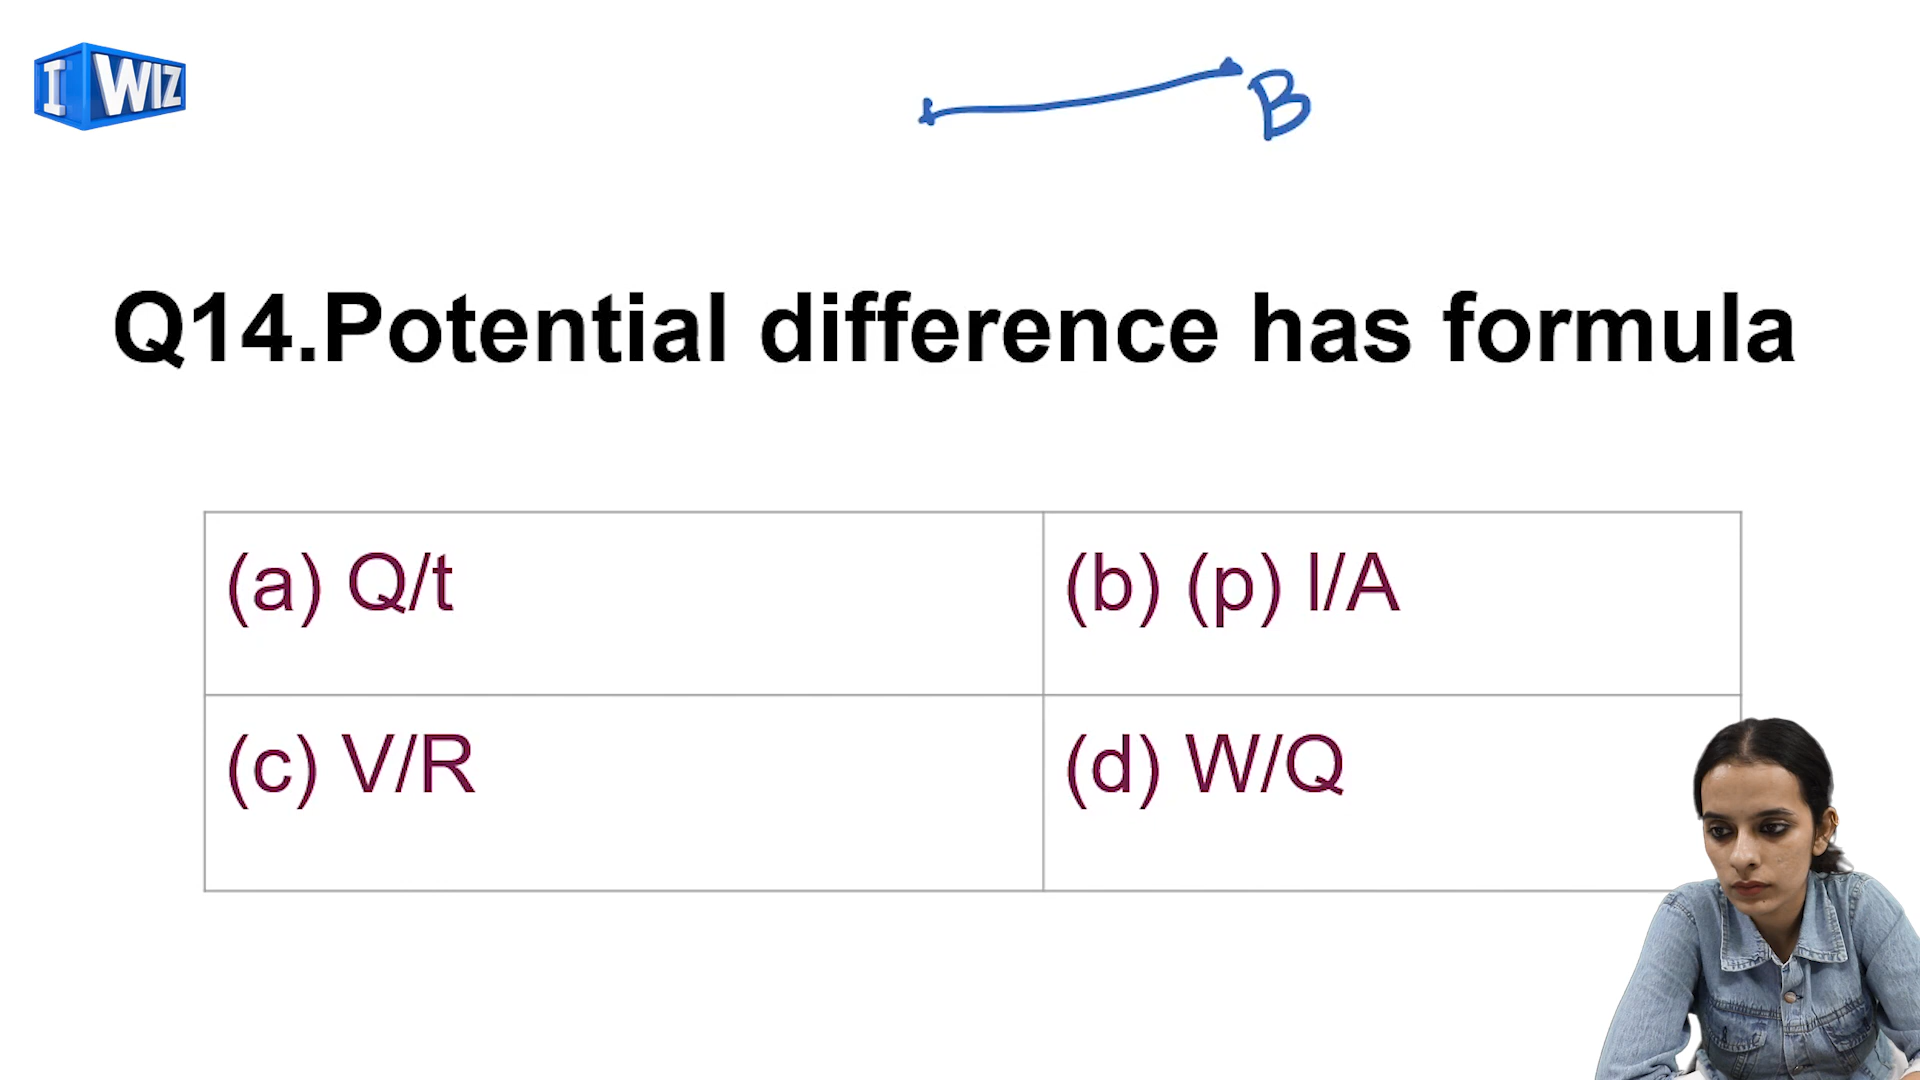 I WIZ
B
Q14.Potential difference has formula
(a) Q/t
(b) (p) l/A
(c) V/R
(d) W/Q